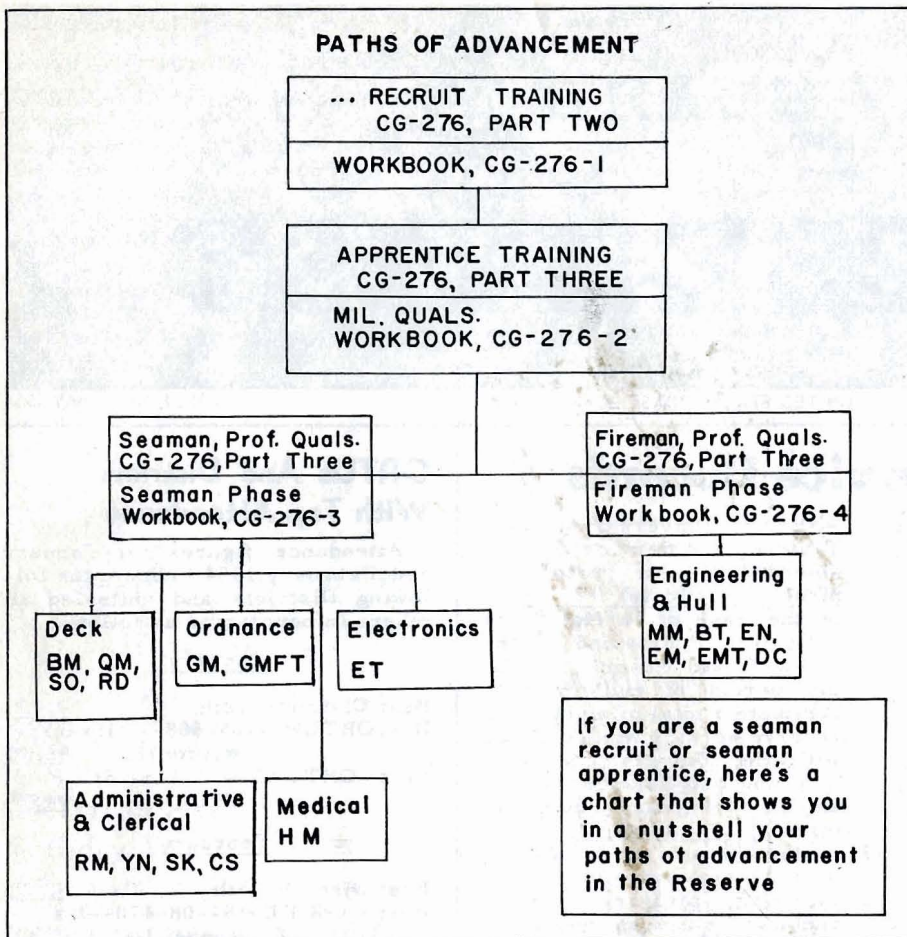 PATHS OF ADVANCEMENT
... RECRUIT TRAINING
CG-276, PART TWO
WORKBOOK, CG-276-1
APPRENTICE TRAINING
CG-276, PART THREE
MIL. QUALS.
WORKBOOK, CG-276-2
Seaman, Prof. Quals.
CG-276, Part Three
Seaman Phase
Workbook, CG-276-3
Fireman, Prof. Quals.
CG-276, Part Three
Fireman Phase
Workbook, CG-276-4
Deck
BM, QM,
SO, RD
Ordnance
GM, GMFT
Electronics
ET
Engineering
& Hull
MM, BT, EN,
EM, EMT, DC
Administrative
& Clerical
RM, YN, SK, CS
Medical
HM
If you are a seaman
recruit or seaman
apprentice, here's a
chart that shows you
in a nutshell your
paths of advancement
in the Reserve